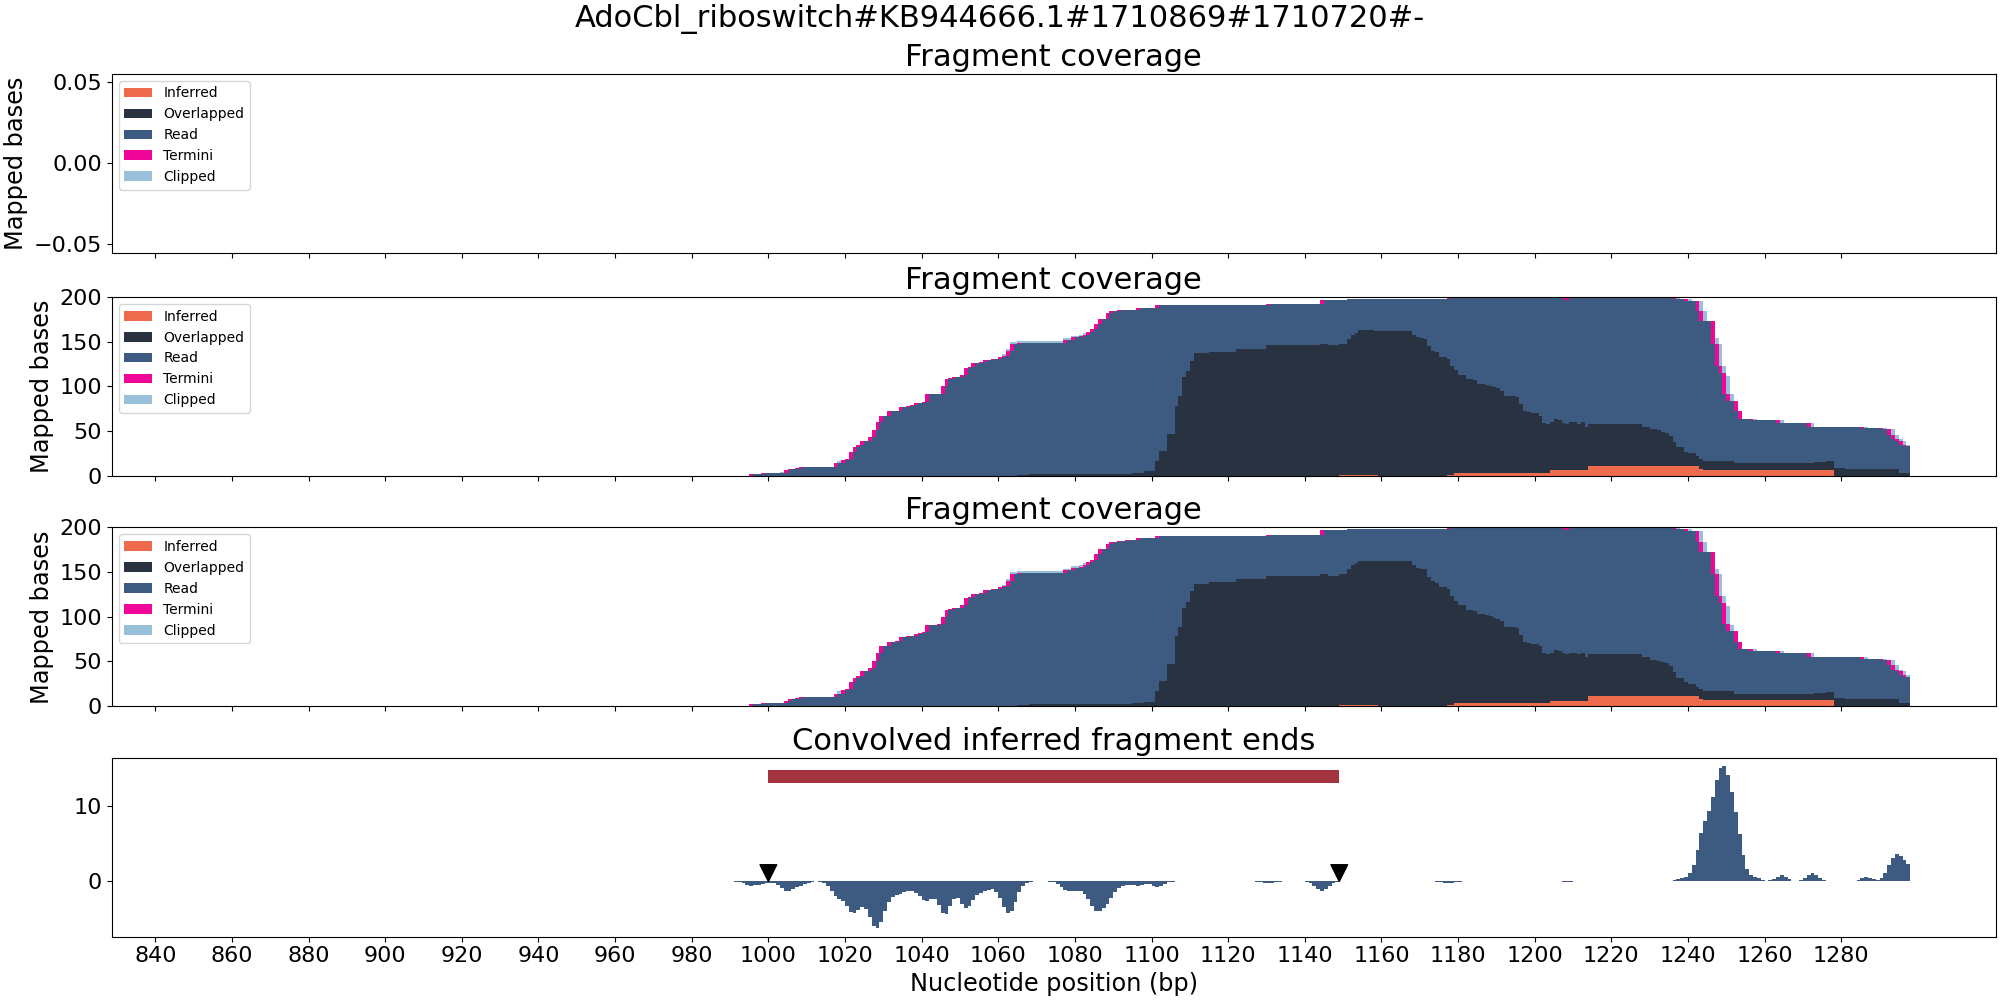 AdoCbl_riboswitch#KB944666.1#1710869#1710720#-
Fragment coverage
Mapped bases
0.05
0.00
−0.05
Inferred
Overlapped
Read
Termini
Clipped
Fragment coverage
Mapped bases
200
150
100
50
0
Inferred
Overlapped
Read
Termini
Clipped
Fragment coverage
Mapped bases
200
150
100
50
0
Inferred
Overlapped
Read
Termini
Clipped
Convolved inferred fragment ends
10
0
840 860 880 900 920 940 960 980 1000 1020 1040 1060 1080 1100 1120 1140 1160 1180 1200 1220 1240 1260 1280
Nucleotide position (bp)